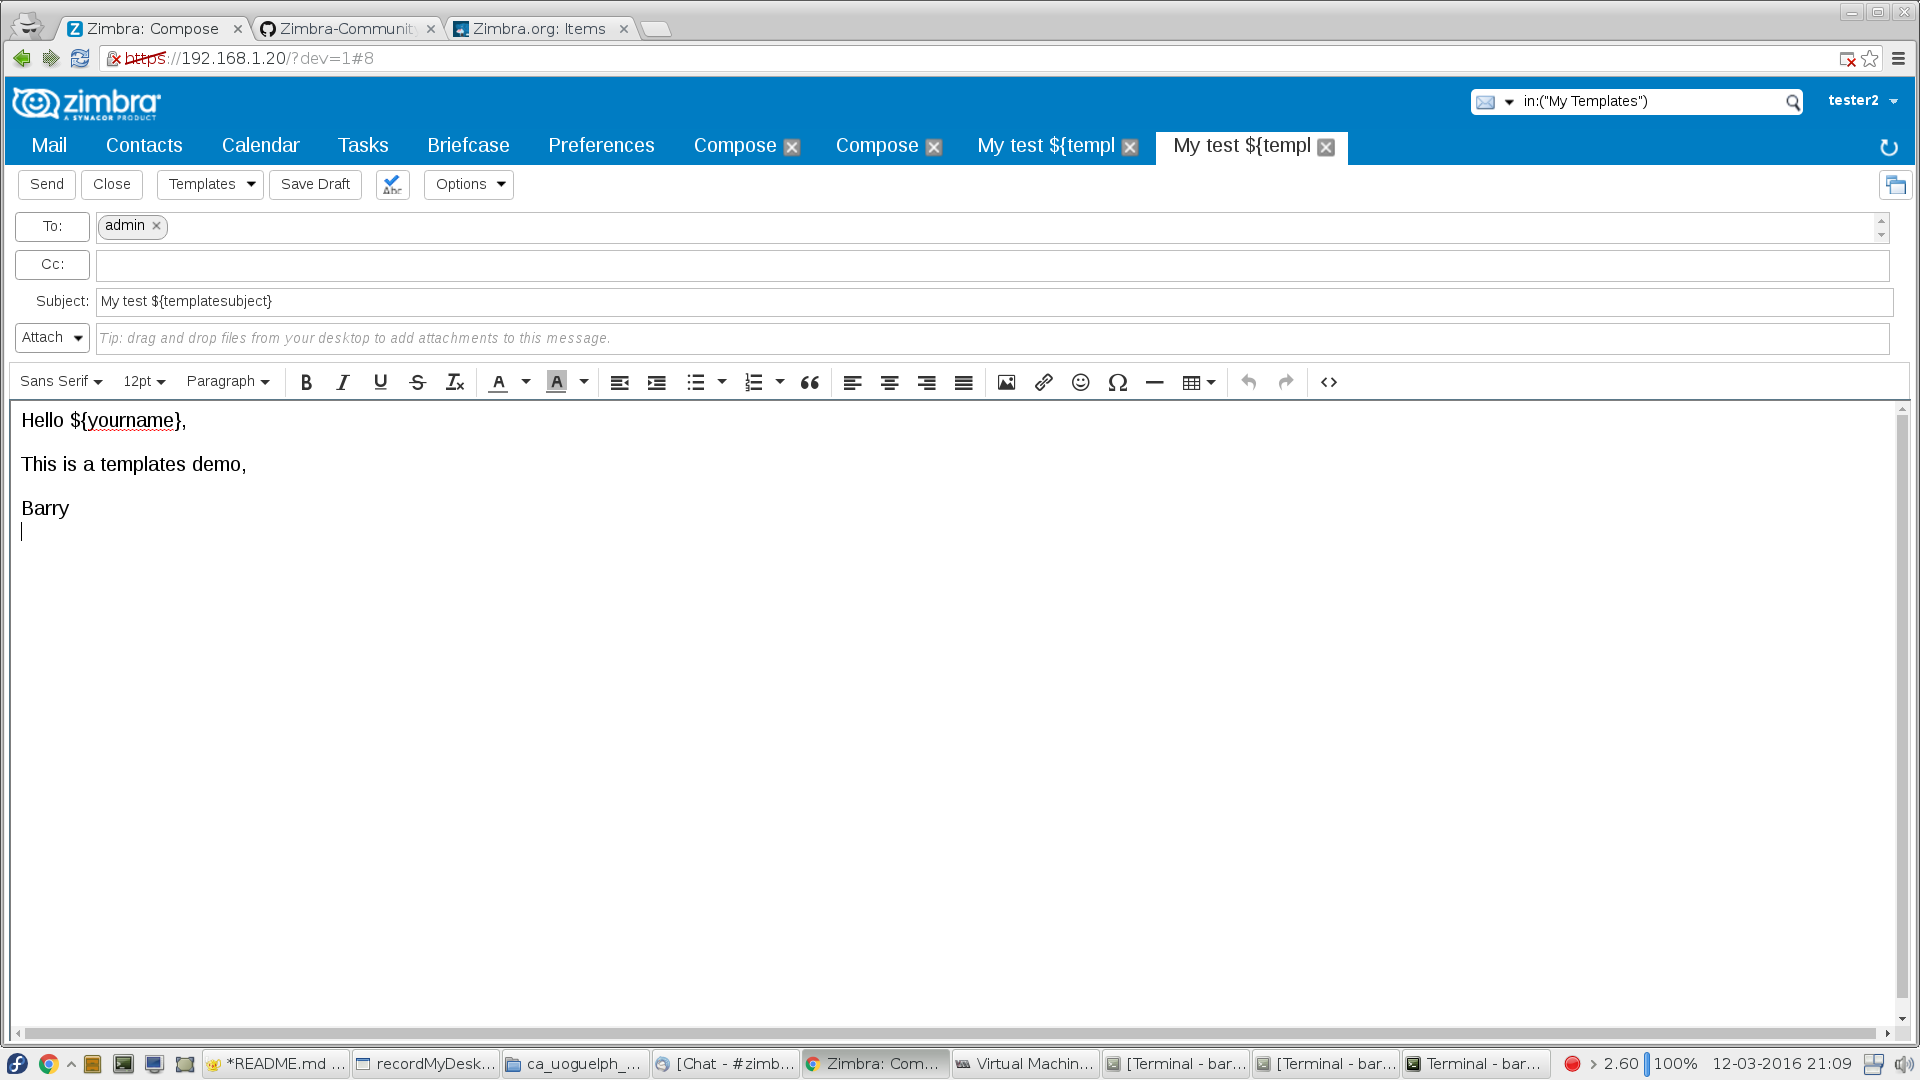 Zimbra: Compose
Zimbra-Communit
Zimbra.org: Items
https://192.168.1.20/?dev=1#8
zimbra
A SYNACOR PRODUCT
in:("My Templates")
tester2
Mail Contacts Calendar Tasks Briefcase Preferences Compose Compose My test ${templ My test ${templ
Send Close Templates Save Draft Abc Options
To: admin
Cc:
Subject: My test ${templatesubject}
Attach Tip: drag and drop files from your desktop to add attachments to this message.
Sans Serif 12pt Paragraph
Hello ${yourname},
This is a templates demo,
Barry
*README.md ... recordMyDesk... ca_uoguelph_... [Chat - #zimb... Zimbra: Com... Virtual Machin... [Terminal - bar... [Terminal - bar... Terminal - bar... 2.60 100% 12-03-2016 21:09